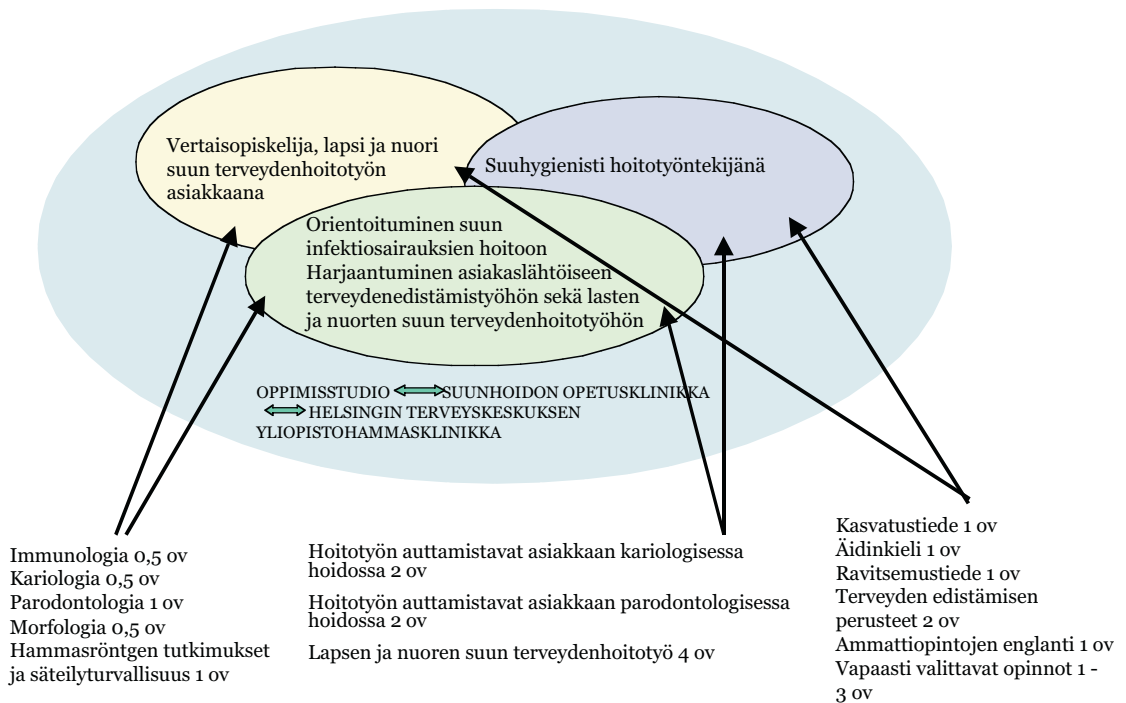 Vertaisopiskelija, lapsi ja nuori
suun terveydenhoitotyön
asiakkaana
Suuhygienisti hoitotyöntekijänä
Orientoituminen suun
infektiosairauksien hoitoon
Harjaantuminen asiakaslähtöiseen
terveydenedistämistyöhön sekä lasten
ja nuorten suun terveydenhoitotyöhön
OPPIMISSTUDIO SUUNHOIDON OPETUSKLINIKKA
HELSINGIN TERVEYSKESKUKSEN
YLIOPISTOHAMMASKLINIKKA
Immunologia 0,5 ov
Kariologia 0,5 ov
Parodontologia 1 ov
Morfologia 0,5 ov
Hammasröntgen tutkimukset
ja säteilyturvallisuus 1 ov
Hoitotyön auttamistavat asiakkaan kariologisessa
hoidossa 2 ov
Hoitotyön auttamistavat asiakkaan parodontologisessa
hoidossa 2 ov
Lapsen ja nuoren suun terveydenhoitotyö 4 ov
Kasvatustiede 1 ov
Äidinkieli 1 ov
Ravitsemustiede 1 ov
Terveyden edistämisen
perusteet 2 ov
Ammattiopintojen englanti 1 ov
Vapaasti valittavat opinnot 1 -
3 ov